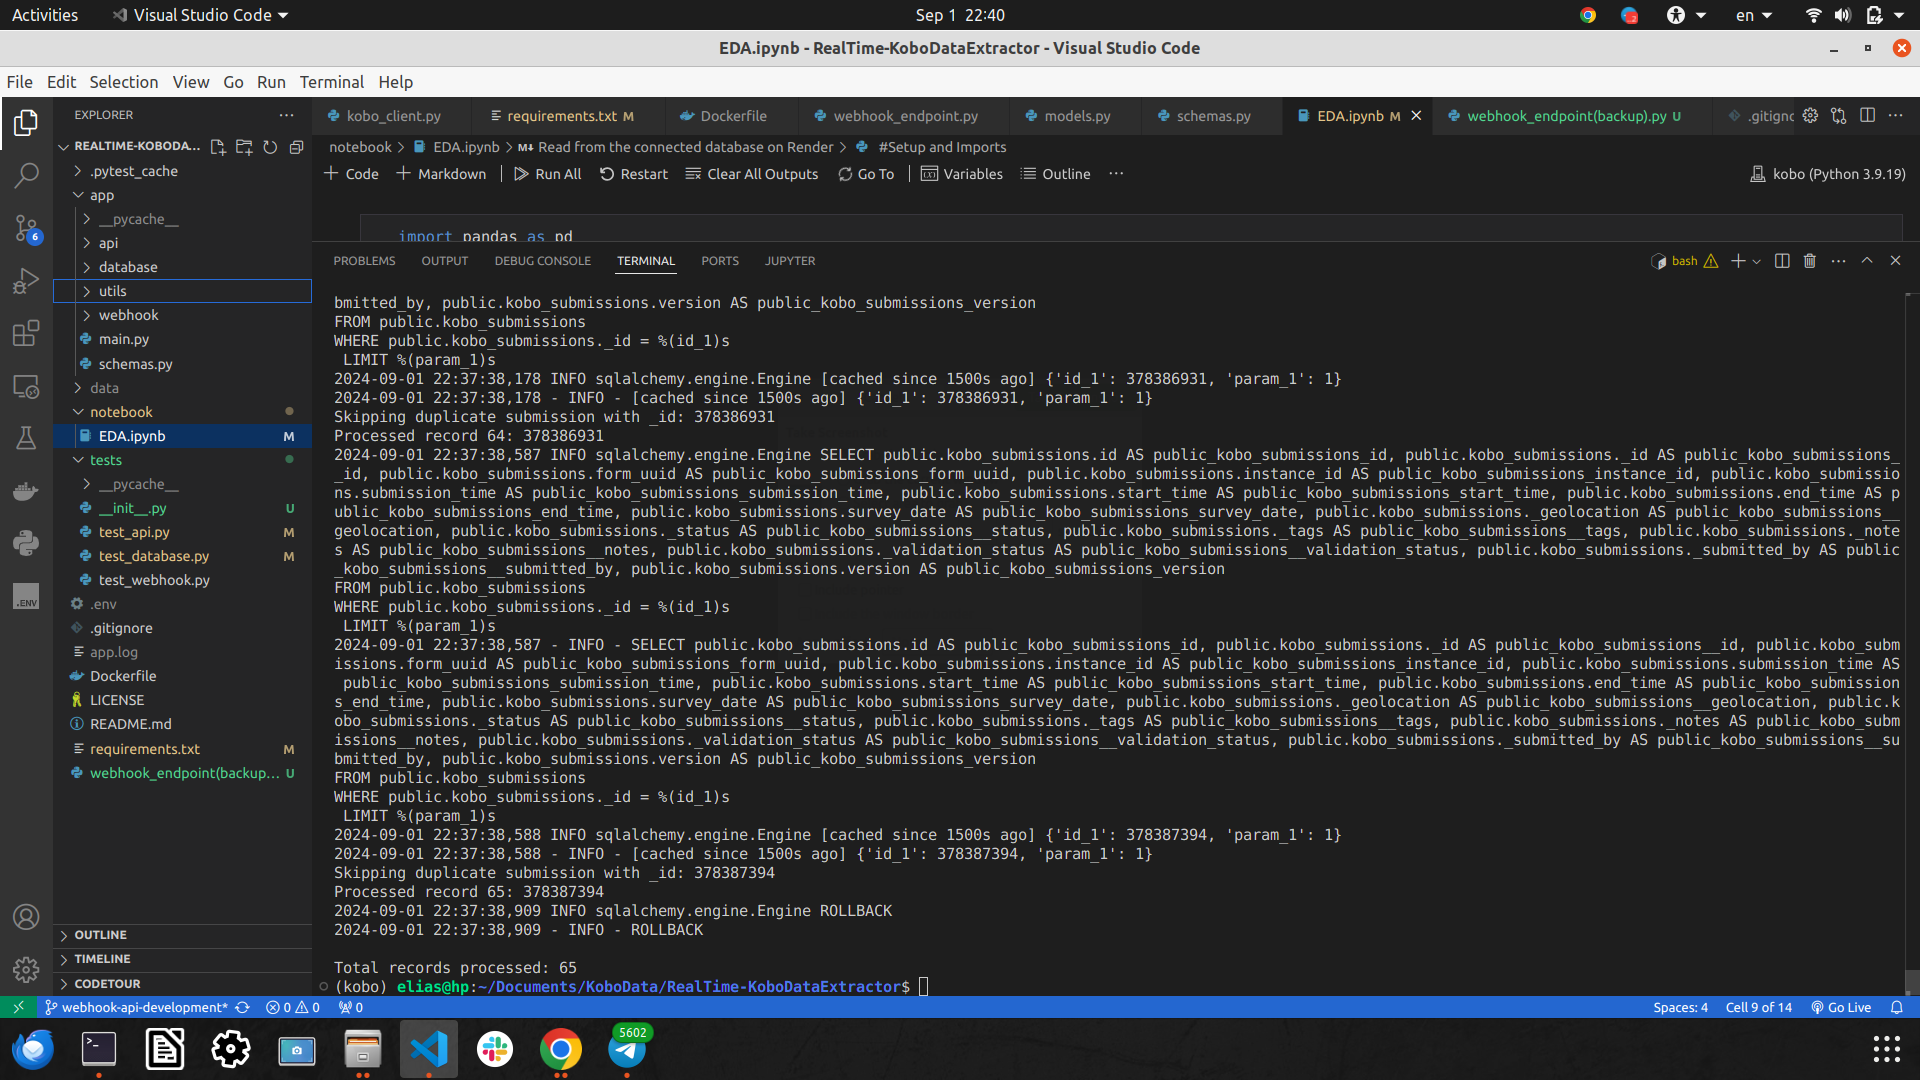 Activities
Visual Studio Code
Sep 1 22:40
2
en
EDA.ipynb - RealTime-KoboDataExtractor - Visual Studio Code
File Edit Selection View Go Run Terminal Help
EXPLORER
kobo_client.py
requirements.txt M
Dockerfile
webhook_endpoint.py
models.py
schemas.py
EDA.ipynb M
webhook_endpoint(backup).py U
.gitignc
REALTIME-KOBODA...
notebook > EDA.ipynb > M↓ Read from the connected database on Render > #Setup and Imports
+ Code + Markdown Run All Restart Clear All Outputs Go To Variables Outline ...
kobo (Python 3.9.19)
import pandas as pd
.pytest_cache
app
__pycache__
api
database
utils
webhook
main.py
schemas.py
data
notebook
EDA.ipynb M
tests
__pycache__
__init__.py U
test_api.py M
test_database.py M
test_webhook.py
.env
.gitignore
app.log
Dockerfile
LICENSE
README.md
requirements.txt M
webhook_endpoint(backup... U
OUTLINE
TIMELINE
CODETOUR
6
.ENV
PROBLEMS OUTPUT DEBUG CONSOLE TERMINAL PORTS JUPYTER
bash
bmitted_by, public.kobo_submissions.version AS public_kobo_submissions_version
FROM public.kobo_submissions
WHERE public.kobo_submissions._id = %(id_1)s
LIMIT %(param_1)s
2024-09-01 22:37:38,178 INFO sqlalchemy.engine.Engine [cached since 1500s ago] {'id_1': 378386931, 'param_1': 1}
2024-09-01 22:37:38,178 - INFO - [cached since 1500s ago] {'id_1': 378386931, 'param_1': 1}
Skipping duplicate submission with _id: 378386931
Processed record 64: 378386931
2024-09-01 22:37:38,587 INFO sqlalchemy.engine.Engine SELECT public.kobo_submissions.id AS public_kobo_submissions_id, public.kobo_submissions._id AS public_kobo_submissions_
_id, public.kobo_submissions.form_uuid AS public_kobo_submissions_form_uuid, public.kobo_submissions.instance_id AS public_kobo_submissions_instance_id, public.kobo_submissio
ns.submission_time AS public_kobo_submissions_submission_time, public.kobo_submissions.start_time AS public_kobo_submissions_start_time, public.kobo_submissions.end_time AS p
ublic_kobo_submissions_end_time, public.kobo_submissions.survey_date AS public_kobo_submissions_survey_date, public.kobo_submissions._geolocation AS public_kobo_submissions__
geolocation, public.kobo_submissions._status AS public_kobo_submissions__status, public.kobo_submissions._tags AS public_kobo_submissions__tags, public.kobo_submissions._note
s AS public_kobo_submissions__notes, public.kobo_submissions._validation_status AS public_kobo_submissions__validation_status, public.kobo_submissions._submitted_by AS public
_kobo_submissions__submitted_by, public.kobo_submissions.version AS public_kobo_submissions_version
FROM public.kobo_submissions
WHERE public.kobo_submissions._id = %(id_1)s
LIMIT %(param_1)s
2024-09-01 22:37:38,587 - INFO - SELECT public.kobo_submissions.id AS public_kobo_submissions_id, public.kobo_submissions._id AS public_kobo_submissions__id, public.kobo_subm
issions.form_uuid AS public_kobo_submissions_form_uuid, public.kobo_submissions.instance_id AS public_kobo_submissions_instance_id, public.kobo_submissions.submission_time AS
public_kobo_submissions_submission_time, public.kobo_submissions.start_time AS public_kobo_submissions_start_time, public.kobo_submissions.end_time AS public_kobo_submission
s_end_time, public.kobo_submissions.survey_date AS public_kobo_submissions_survey_date, public.kobo_submissions._geolocation AS public_kobo_submissions__geolocation, public.k
obo_submissions._status AS public_kobo_submissions__status, public.kobo_submissions._tags AS public_kobo_submissions__tags, public.kobo_submissions._notes AS public_kobo_subm
issions__notes, public.kobo_submissions._validation_status AS public_kobo_submissions__validation_status, public.kobo_submissions._submitted_by AS public_kobo_submissions__su
bmitted_by, public.kobo_submissions.version AS public_kobo_submissions_version
FROM public.kobo_submissions
WHERE public.kobo_submissions._id = %(id_1)s
LIMIT %(param_1)s
2024-09-01 22:37:38,588 INFO sqlalchemy.engine.Engine [cached since 1500s ago] {'id_1': 378387394, 'param_1': 1}
2024-09-01 22:37:38,588 - INFO - [cached since 1500s ago] {'id_1': 378387394, 'param_1': 1}
Skipping duplicate submission with _id: 378387394
Processed record 65: 378387394
2024-09-01 22:37:38,909 INFO sqlalchemy.engine.Engine ROLLBACK
2024-09-01 22:37:38,909 - INFO - ROLLBACK
Total records processed: 65
(kobo) elias@hp:~/Documents/KoboData/RealTime-KoboDataExtractor$
webhook-api-development* 0 0 0
Spaces: 4 Cell 9 of 14 Go Live
5602